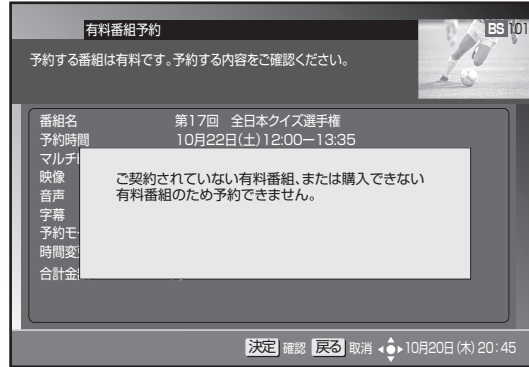 有料番組予約
BS 101
予約する番組は有料です。予約する内容をご確認ください。
番組名 第17回 全日本クイズ選手権
予約時間 10月22日(土)12:00ー13:35
マルチ
映像
音声
字幕
予約モ
時間変
合計金
ご契約されていない有料番組、または購入できない
有料番組のため予約できません。
決定 確認 戻る 取消 10月20日(木)20:45